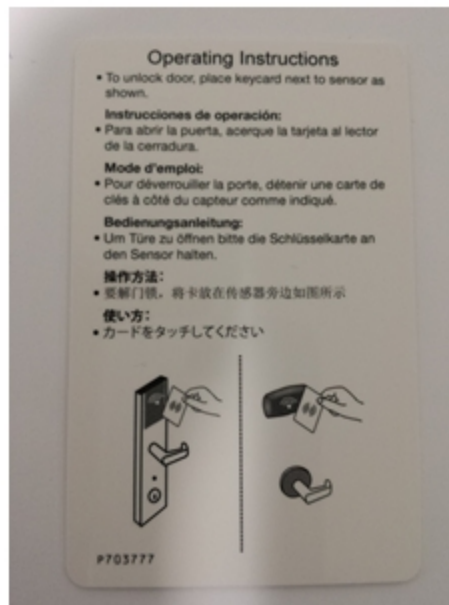 Operating Instructions
• To unlock door, place keycard next to sensor as
shown.
Instrucciones de operación:
• Para abrir la puerta, acerque la tarjeta al lector
de la cerradura.
Mode d'emploi:
• Pour déverrouiller la porte, détenir une carte de
clés à côté du capteur comme indiqué.
Bedienungsanleitung:
• Um Türe zu öffnen bitte die Schlüsselkarte an
den Sensor halten.
操作方法：
• 要解门锁，将卡放在传感器旁边如图所示
使い方：
• カードをタッチしてください
P703777